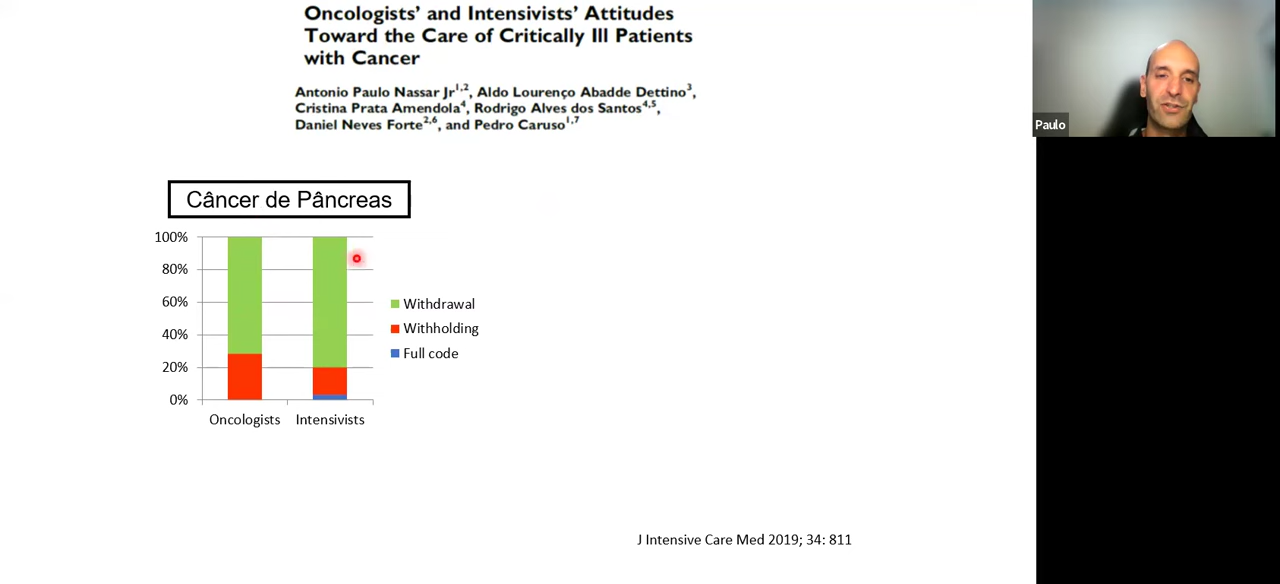 Oncologists' and Intensivists' Attitudes
Toward the Care of Critically Ill Patients
with Cancer
Antonio Paulo Nassar Jr1,2, Aldo Lourenço Abadde Dettino3,
Cristina Prata Amendola4, Rodrigo Alves dos Santos4,5,
Daniel Neves Forte2,6, and Pedro Caruso1,7
Paulo
Câncer de Pâncreas
100%
80%
60%
40%
20%
0%
Oncologists Intensivists
Withdrawal
Withholding
Full code
J Intensive Care Med 2019; 34: 811